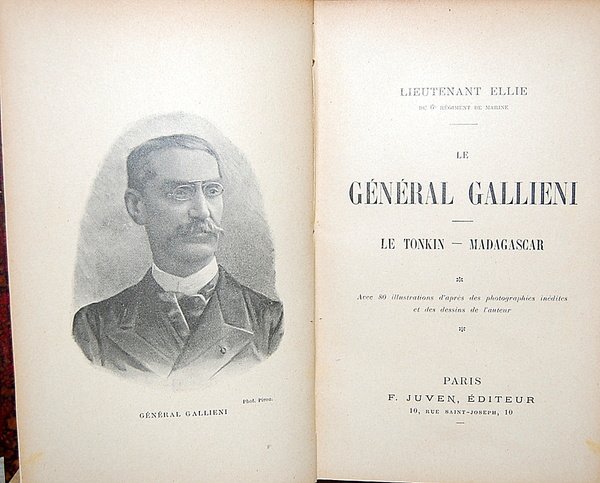 Phot. Pirou.
GÉNÉRAL GALLIENI
LIEUTENANT ELLIE
DU 6e RÉGIMENT DE MARINE
LE
GÉNÉRAL GALLIENI
LE TONKIN — MADAGASCAR
*
Avec 80 illustrations d'après des photographies inédites
et des dessins de l'auteur
*
PARIS
F. JUVEN, ÉDITEUR
10, RUE SAINT-JOSEPH, 10